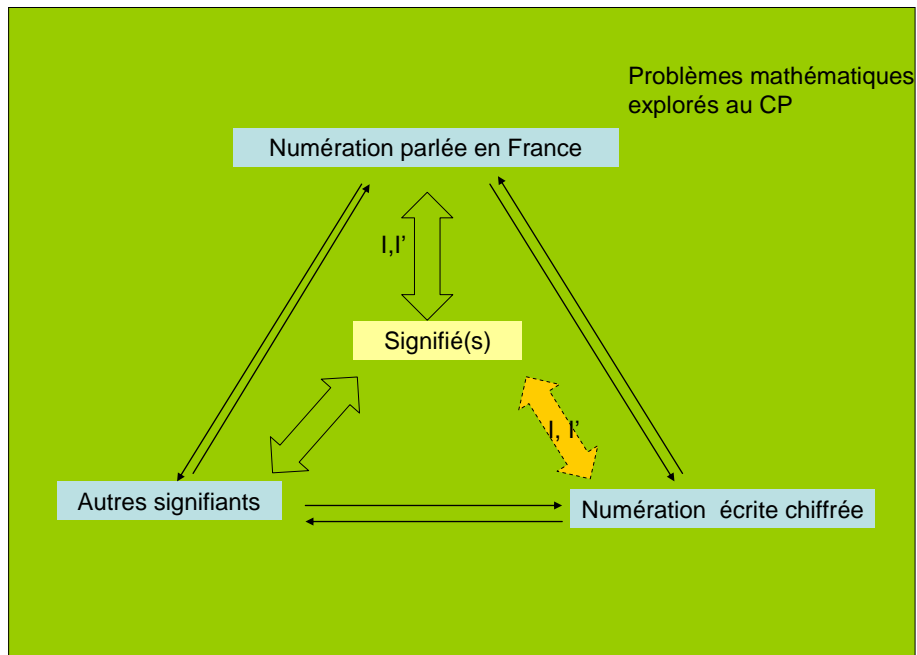 Problèmes mathématiques
explorés au CP
Numération parlée en France
I,I’
Signifié(s)
I, I’
Autres signifiants
Numération écrite chiffrée